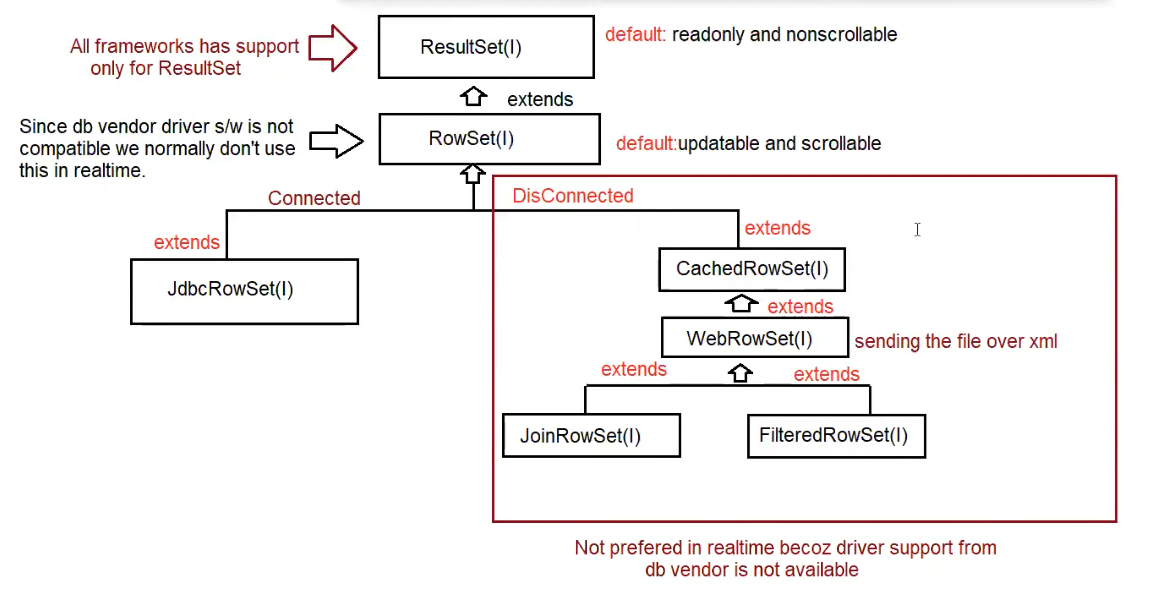 ResultSet(I)
default: readonly and nonscrollable
All frameworks has support
only for ResultSet
extends
Since db vendor driver s/w is not
compatible we normally don't use
this in realtime.
RowSet(I)
default:updatable and scrollable
Connected
DisConnected
extends
extends
JdbcRowSet(I)
CachedRowSet(I)
extends
WebRowSet(I)
sending the file over xml
extends
extends
JoinRowSet(I)
FilteredRowSet(I)
Not prefered in realtime becoz driver support from
db vendor is not available